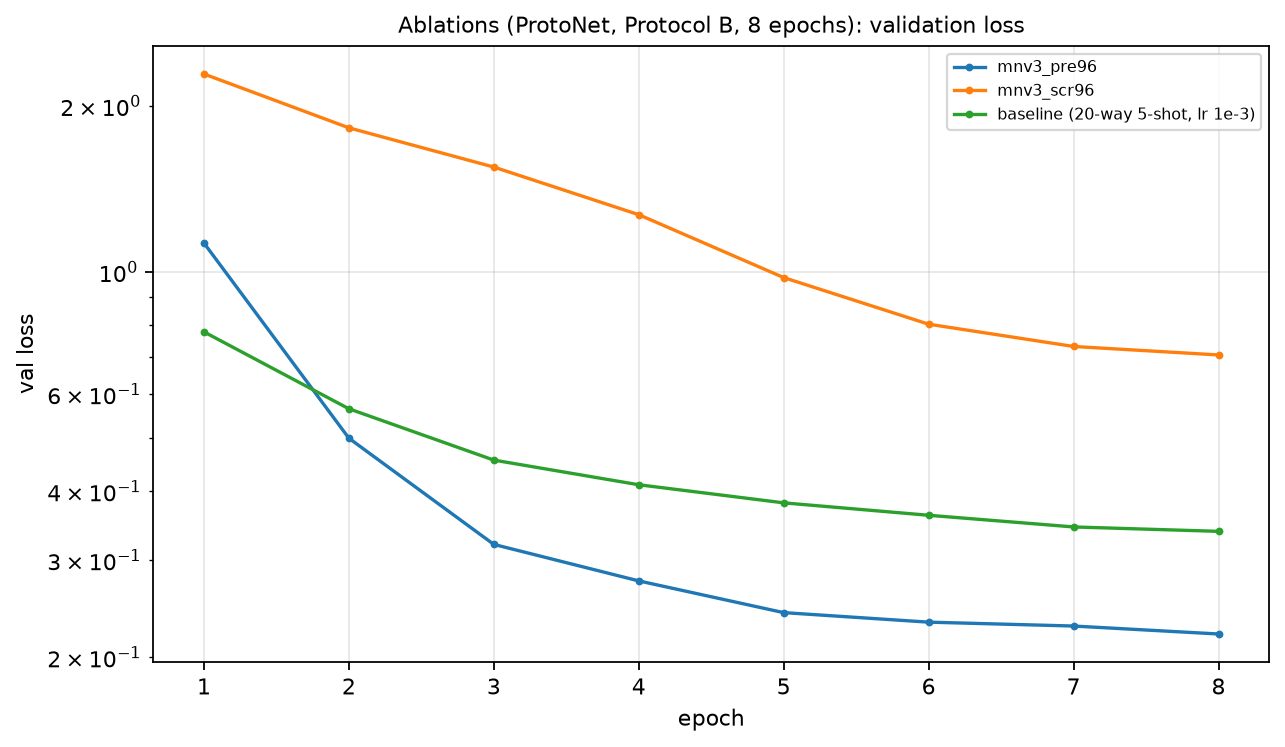 Ablations (ProtoNet, Protocol B, 8 epochs): validation loss
mnv3_pre96
mnv3_scr96
baseline (20-way 5-shot, lr 1e-3)
val loss
2 × 10⁰
10⁰
6 × 10⁻¹
4 × 10⁻¹
3 × 10⁻¹
2 × 10⁻¹
1 2 3 4 5 6 7 8
epoch